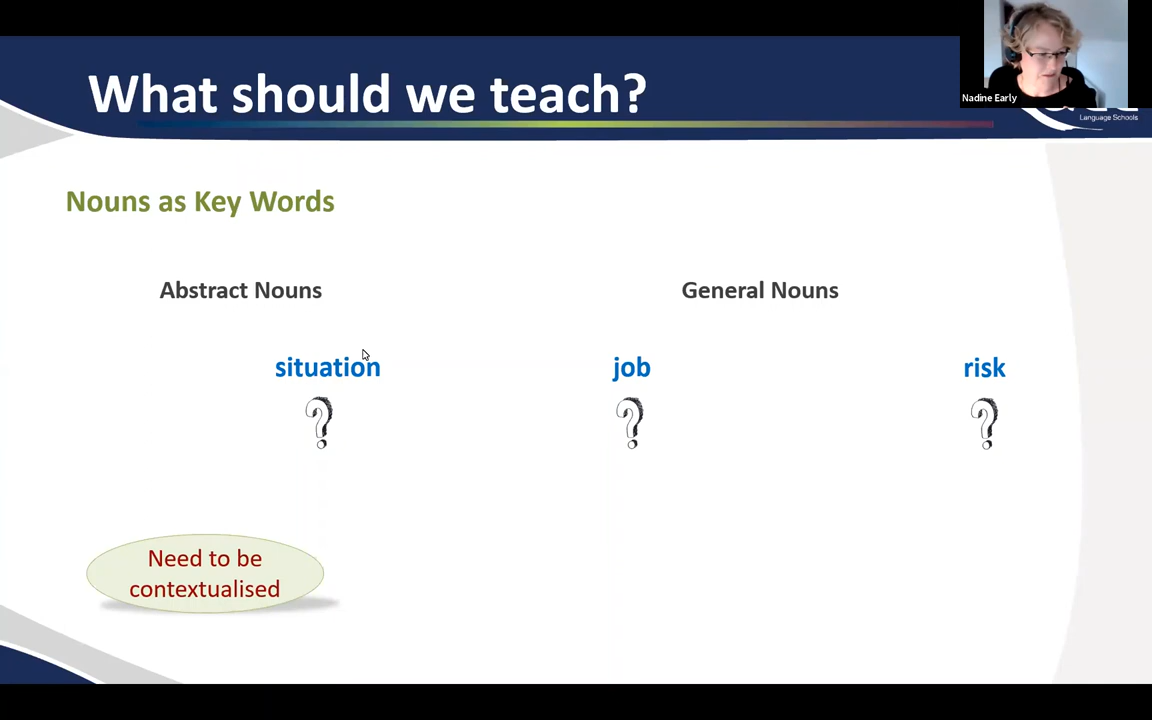 What should we teach?
Nadine Early
Language Schools
Nouns as Key Words
Abstract Nouns
General Nouns
situation
job
risk
?
?
?
Need to be
contextualised